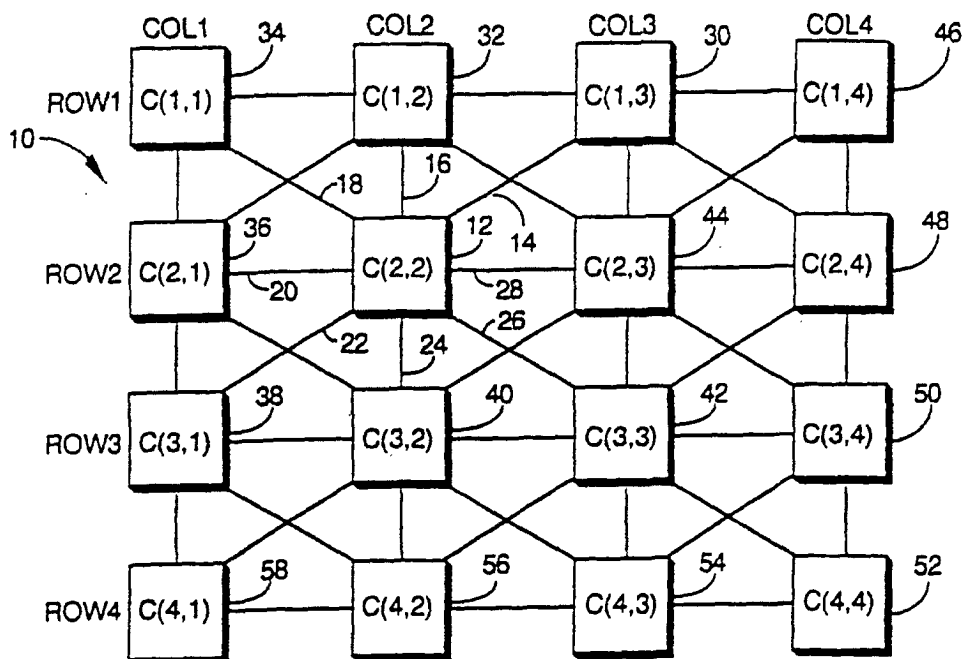 COL1 COL2 COL3 COL4
34 32 30 46
ROW1 C(1,1) C(1,2) C(1,3) C(1,4)
10
18 16 14
36 12 44 48
ROW2 C(2,1) C(2,2) C(2,3) C(2,4)
20 28
22 24 26
38 40 42 50
ROW3 C(3,1) C(3,2) C(3,3) C(3,4)
58 56 54 52
ROW4 C(4,1) C(4,2) C(4,3) C(4,4)